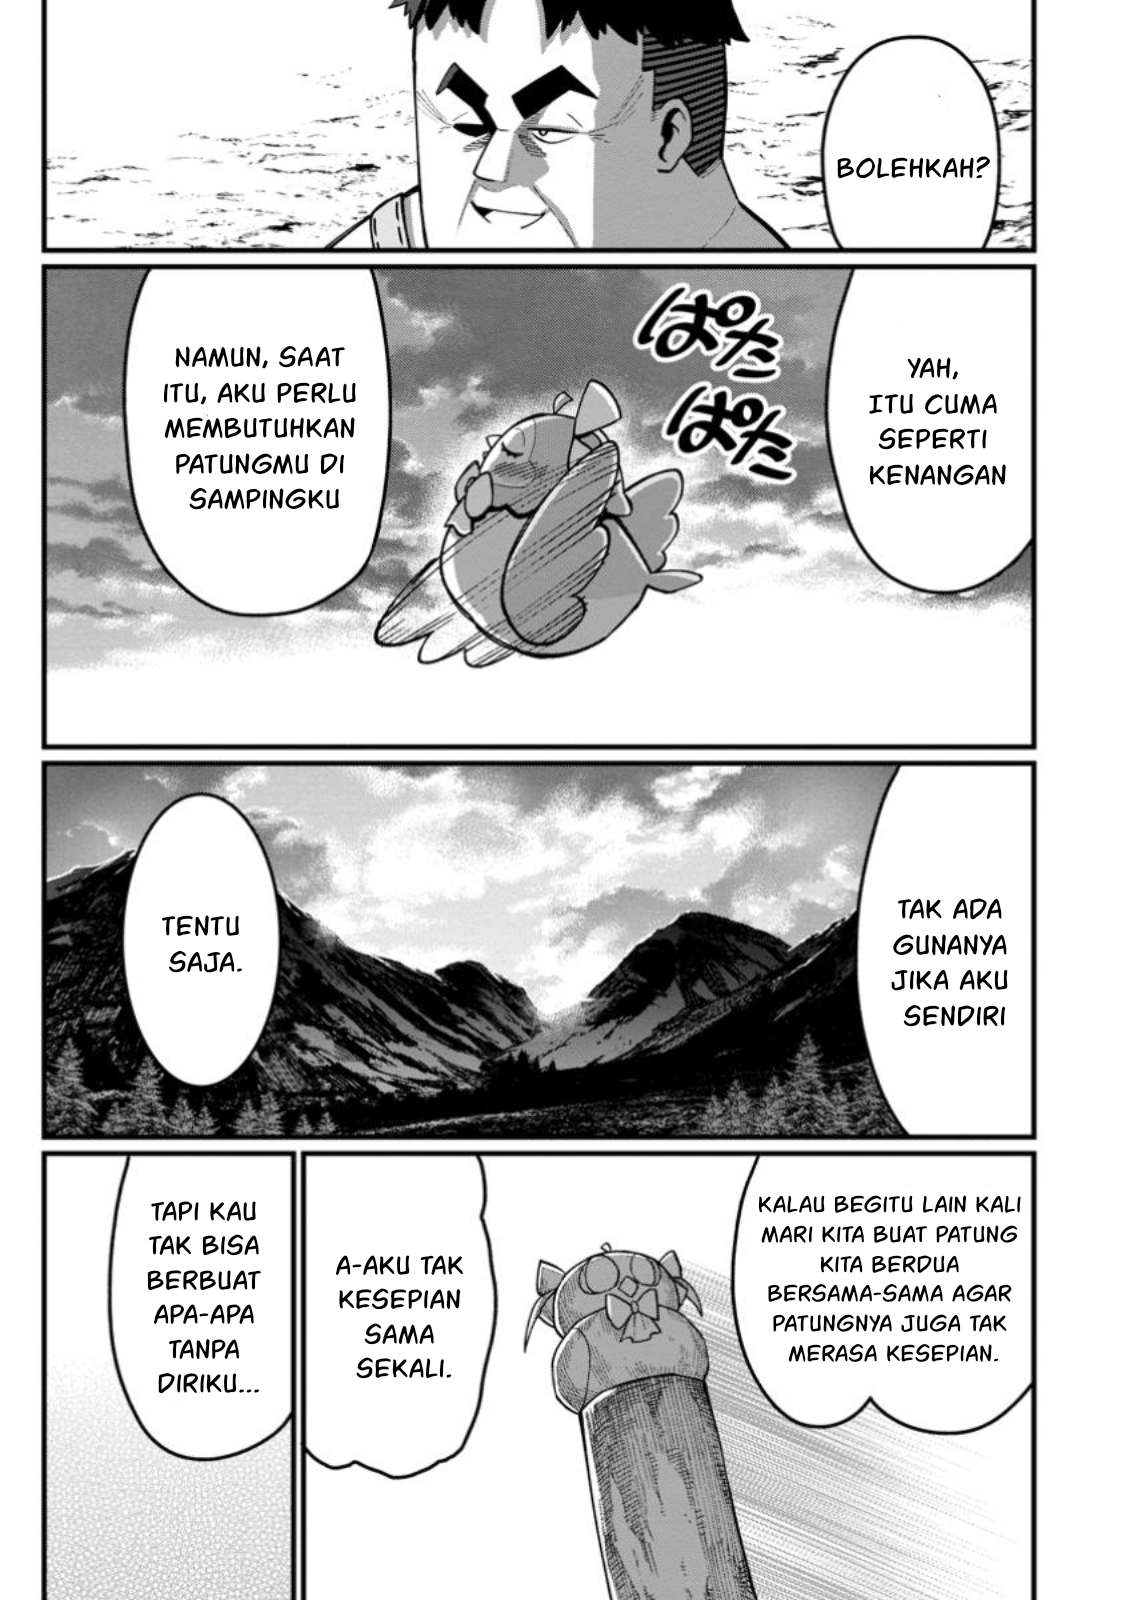 BOLEHKAH?
YAH,
ITU CUMA
SEPERTI
KENANGAN
ぱた
ぱた
NAMUN, SAAT
ITU, AKU PERLU
MEMBUTUHKAN
PATUNGMU DI
SAMPINGKU
TAK ADA
GUNANYA
JIKA AKU
SENDIRI
TENTU
SAJA.
KALAU BEGITU LAIN KALI
MARI KITA BUAT PATUNG
KITA BERDUA
BERSAMA-SAMA AGAR
PATUNGNYA JUGA TAK
MERASA KESEPIAN.
A-AKU TAK
KESEPIAN
SAMA
SEKALI.
TAPI KAU
TAK BISA
BERBUAT
APA-APA
TANPA
DIRIKU...